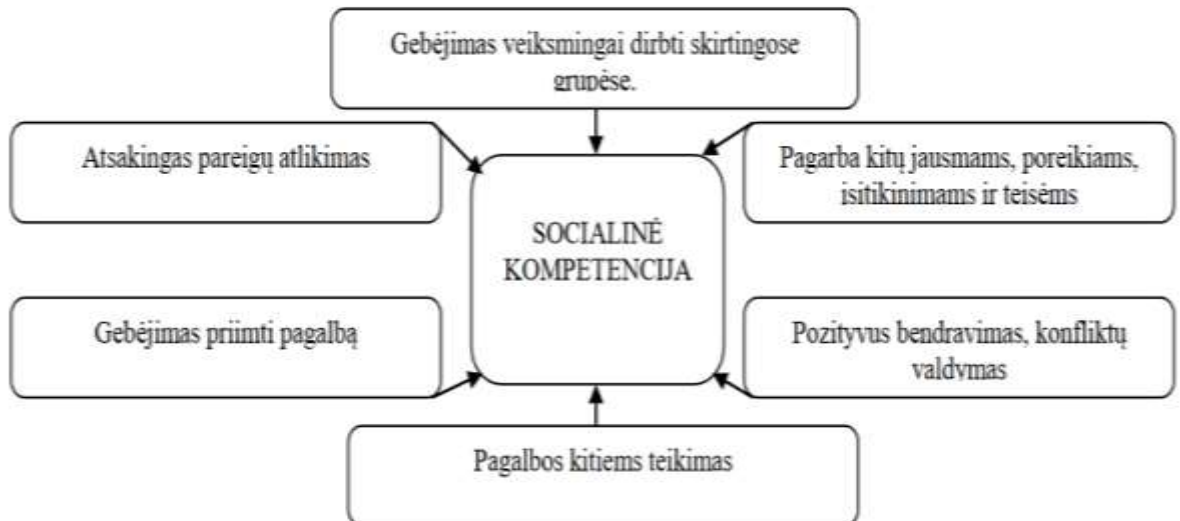 Gebėjimas veiksmingai dirbti skirtingose
grupėse.
Atsakingas pareigų atlikimas
Pagarba kitų jausmams, poreikiams,
įsitikinimams ir teisėms
SOCIALINĖ
KOMPETENCIJA
Gebėjimas priimti pagalbą
Pozityvus bendravimas, konfliktų
valdymas
Pagalbos kitiems teikimas